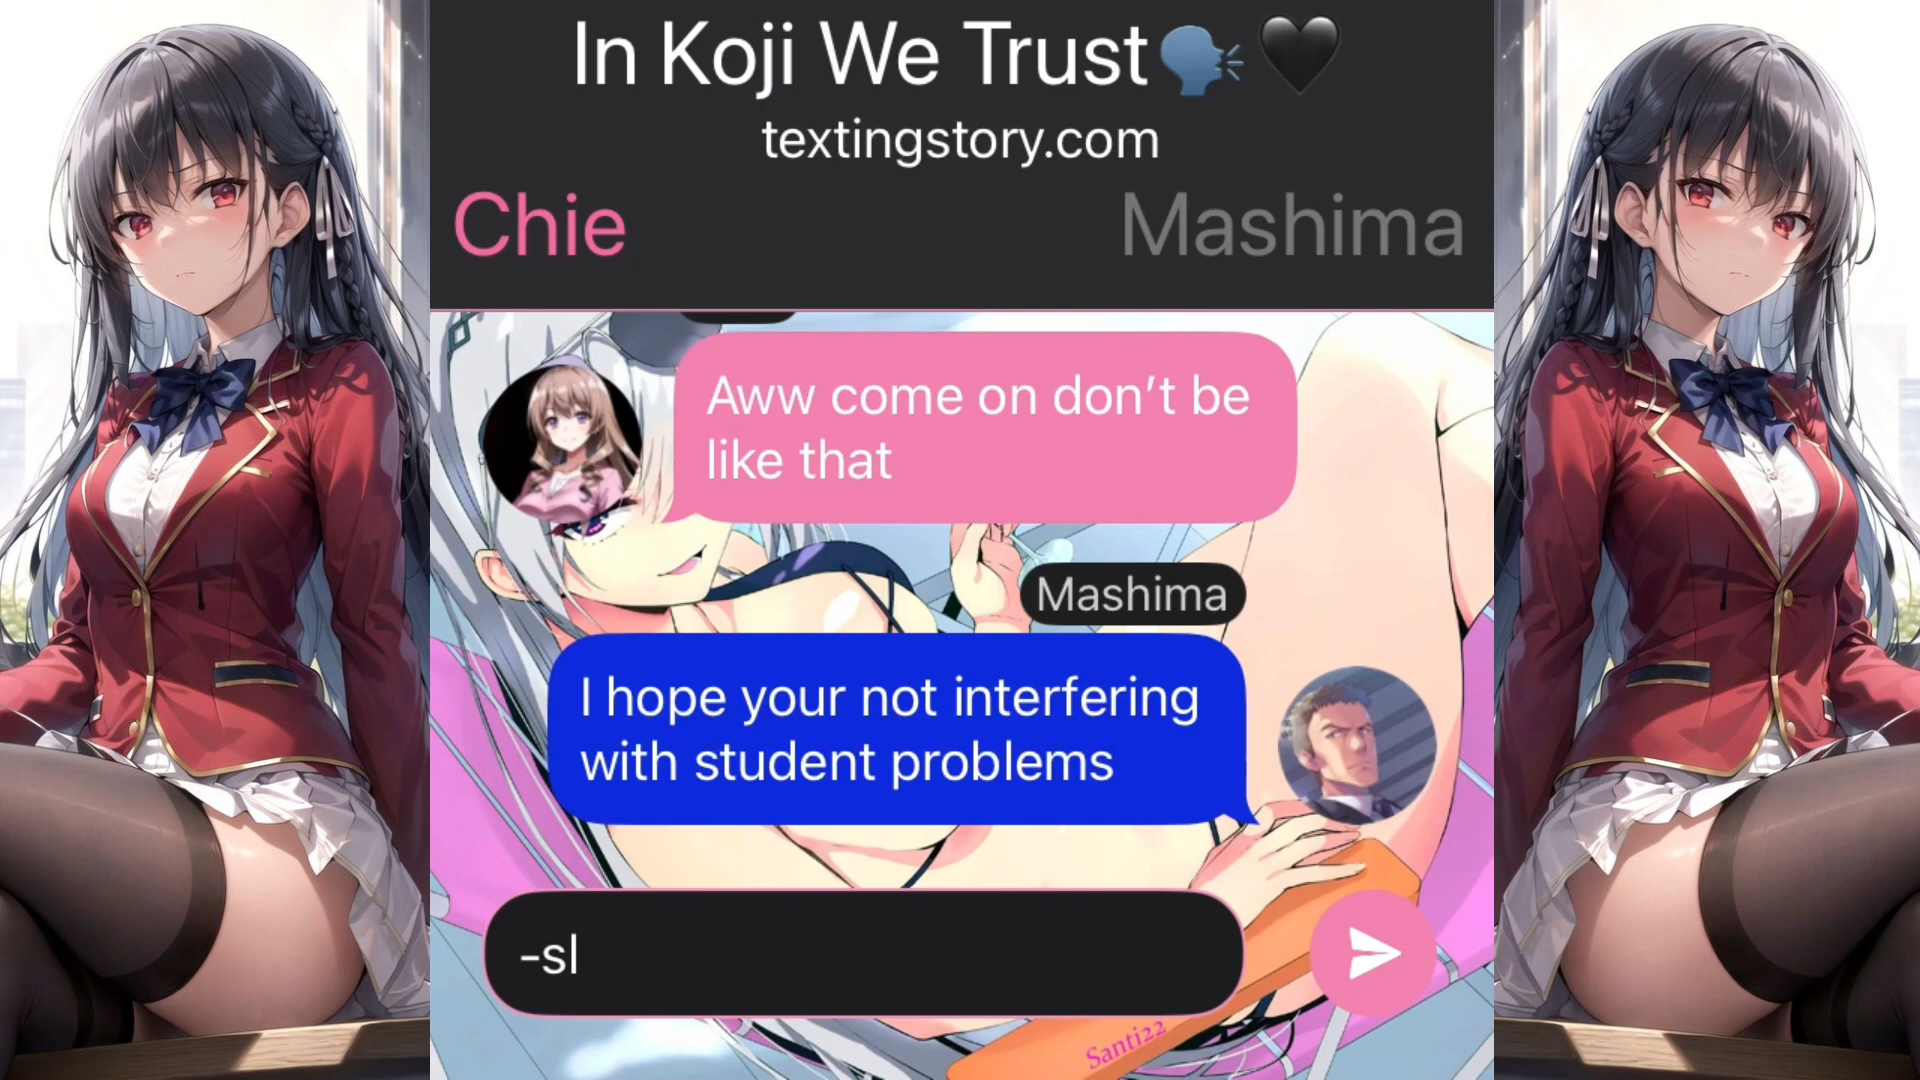 In Koji We Trust🗣️🖤
textingstory.com
Chie
Mashima
Aww come on don’t be
like that
Mashima
I hope your not interfering
with student problems
-sl
Santi22